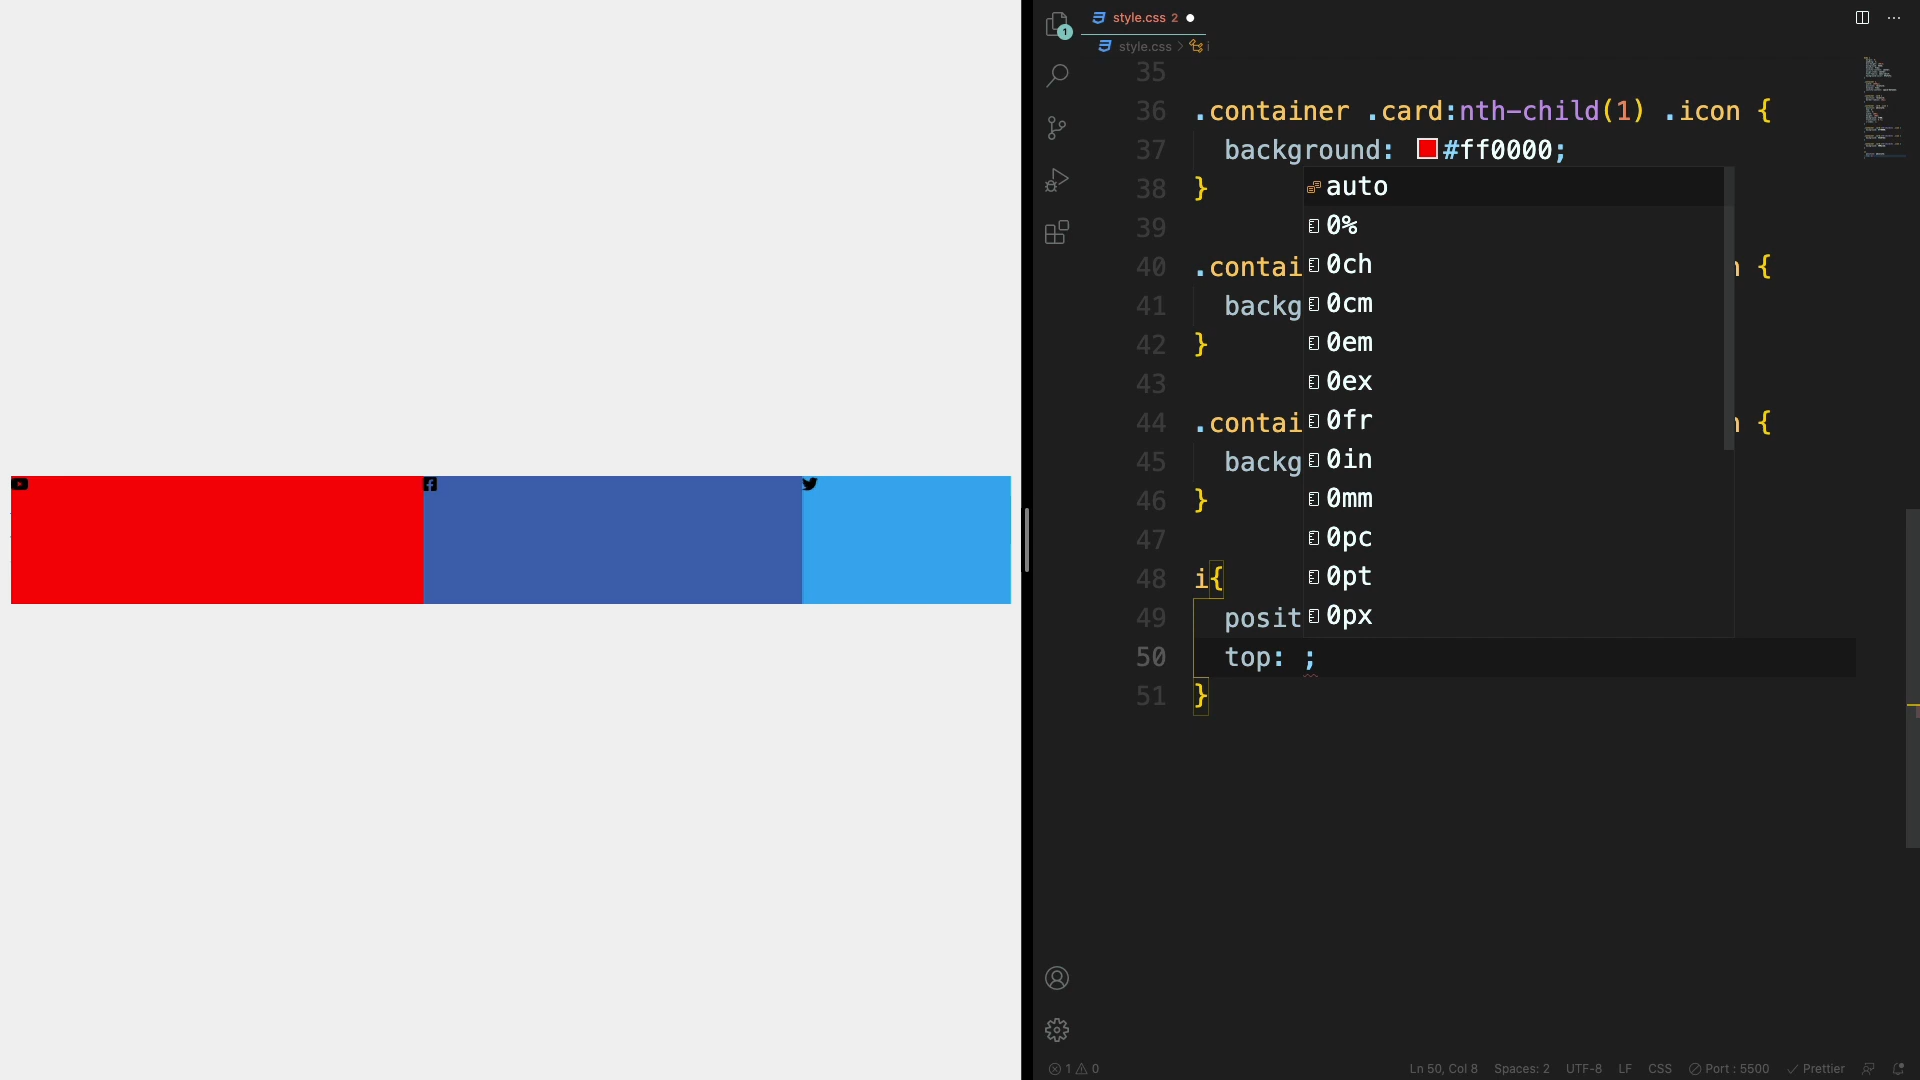 style.css 2
style.css > i
35
36 .container .card:nth-child(1) .icon {
37 background: #ff0000;
38 }
39
40 .contai {
41 backg
42 }
43
44 .contai {
45 backg
46 }
47
48 i{
49 posit
50 top: ;
51 }
auto
0%
0ch
0cm
0em
0ex
0fr
0in
0mm
0pc
0pt
0px
1
1 0
Ln 50, Col 8 Spaces: 2 UTF-8 LF CSS Port : 5500 Prettier